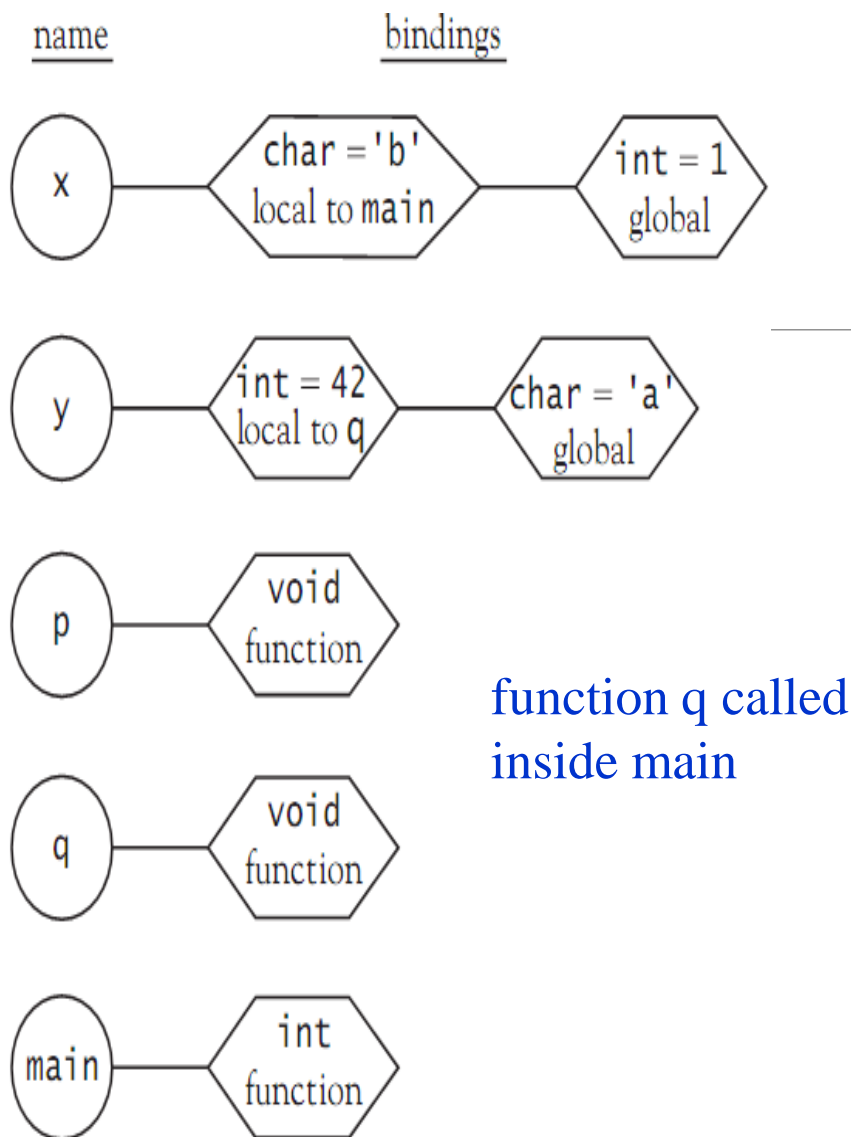 name bindings
x
char = 'b'
local to main
int = 1
global
y
int = 42
local to q
char = 'a'
global
p
void
function
function q called
inside main
q
void
function
main
int
function